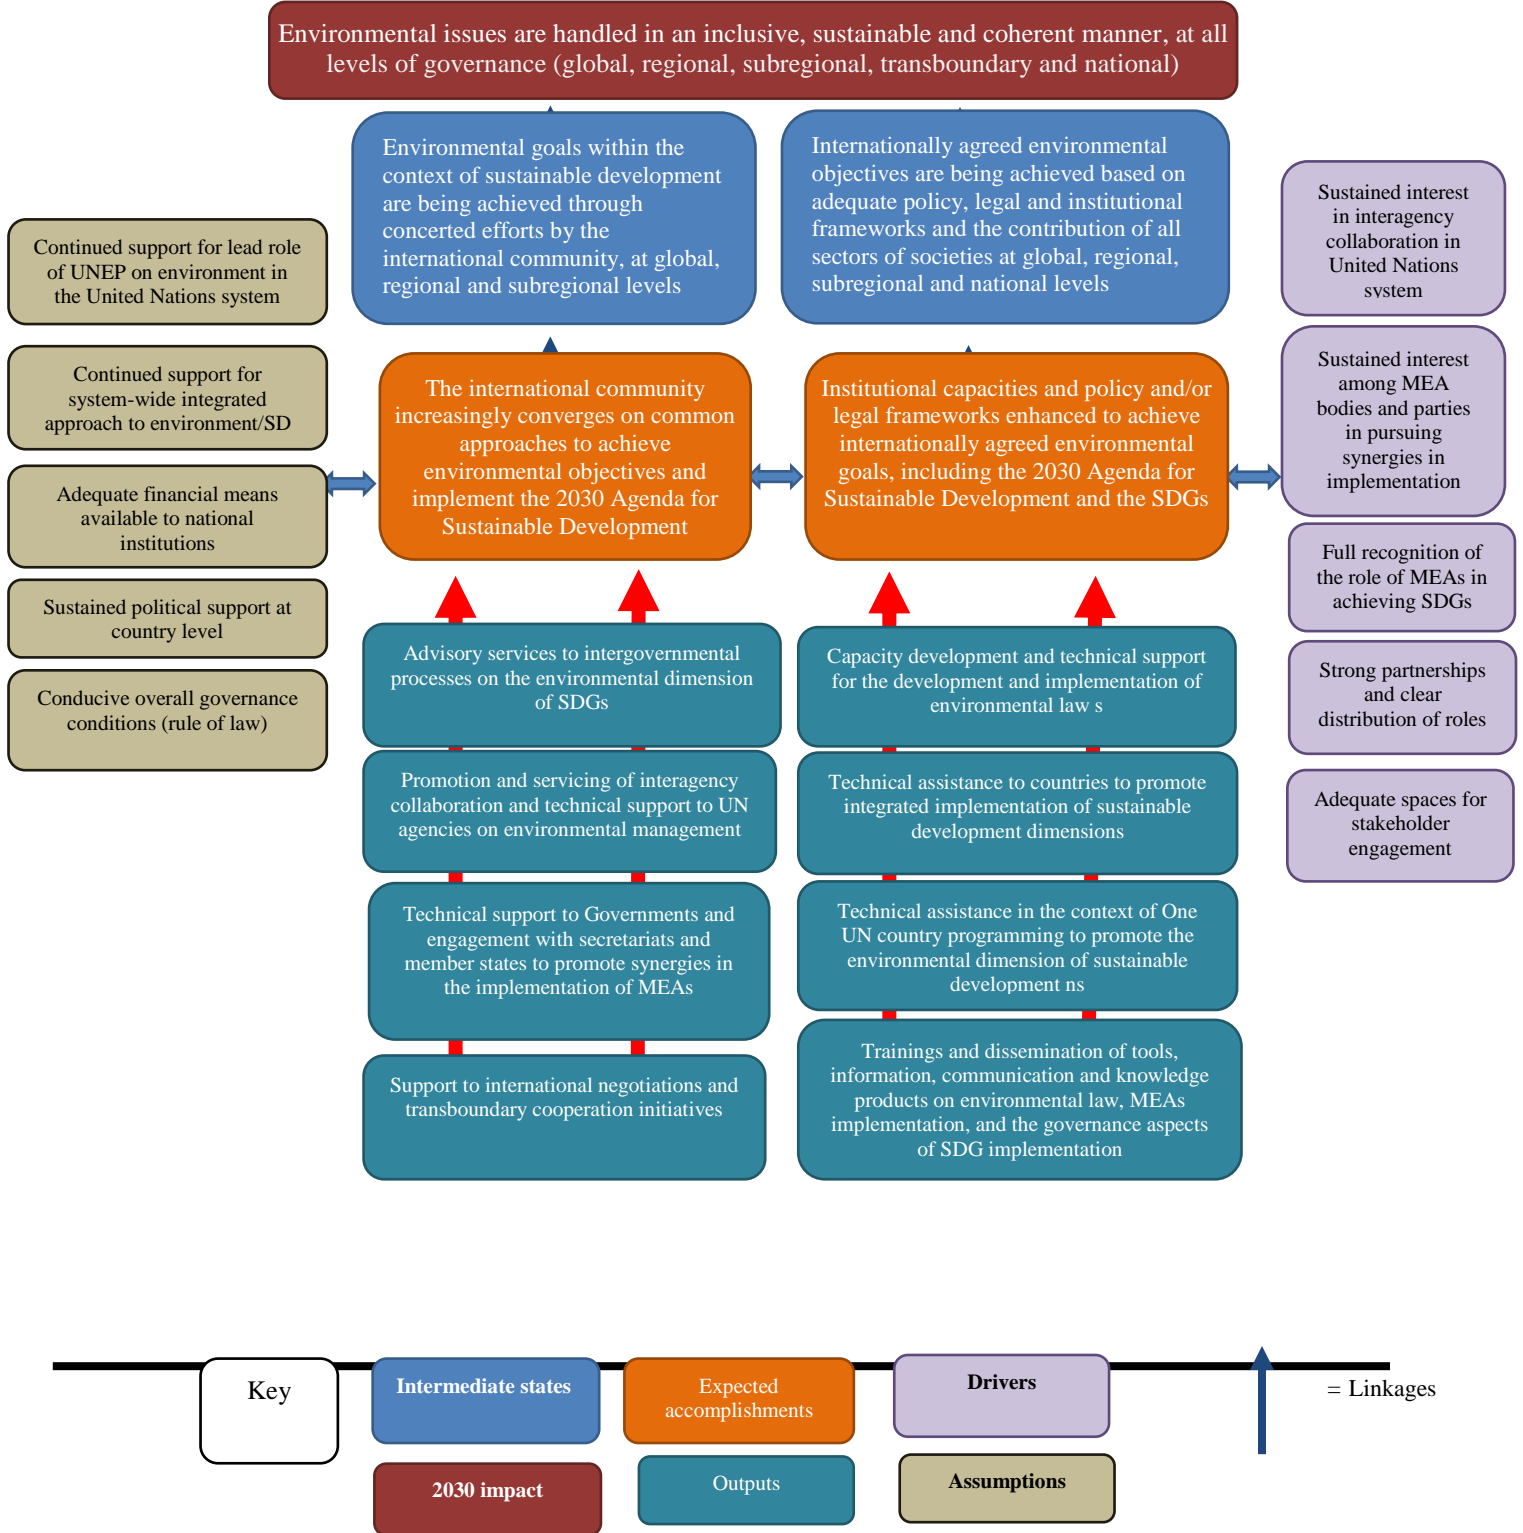 Environmental issues are handled in an inclusive, sustainable and coherent manner, at all
levels of governance (global, regional, subregional, transboundary and national)
Environmental goals within the
context of sustainable development
are being achieved through
concerted efforts by the
international community, at global,
regional and subregional levels
Internationally agreed environmental
objectives are being achieved based on
adequate policy, legal and institutional
frameworks and the contribution of all
sectors of societies at global, regional,
subregional and national levels
Continued support for lead role
of UNEP on environment in
the United Nations system
Continued support for
system-wide integrated
approach to environment/SD
Adequate financial means
available to national
institutions
Sustained political support at
country level
Conducive overall governance
conditions (rule of law)
The international community
increasingly converges on common
approaches to achieve
environmental objectives and
implement the 2030 Agenda for
Sustainable Development
Institutional capacities and policy and/or
legal frameworks enhanced to achieve
internationally agreed environmental
goals, including the 2030 Agenda for
Sustainable Development and the SDGs
Sustained interest
in interagency
collaboration in
United Nations
system
Sustained interest
among MEA
bodies and parties
in pursuing
synergies in
implementation
Full recognition of
the role of MEAs in
achieving SDGs
Strong partnerships
and clear
distribution of roles
Adequate spaces for
stakeholder
engagement
Advisory services to intergovernmental
processes on the environmental dimension
of SDGs
Promotion and servicing of interagency
collaboration and technical support to UN
agencies on environmental management
Technical support to Governments and
engagement with secretariats and
member states to promote synergies in
the implementation of MEAs
Support to international negotiations and
transboundary cooperation initiatives
Capacity development and technical support
for the development and implementation of
environmental law s
Technical assistance to countries to promote
integrated implementation of sustainable
development dimensions
Technical assistance in the context of One
UN country programming to promote the
environmental dimension of sustainable
development ns
Trainings and dissemination of tools,
information, communication and knowledge
products on environmental law, MEAs
implementation, and the governance aspects
of SDG implementation
Key
Intermediate states
Expected
accomplishments
Drivers
= Linkages
2030 impact
Outputs
Assumptions